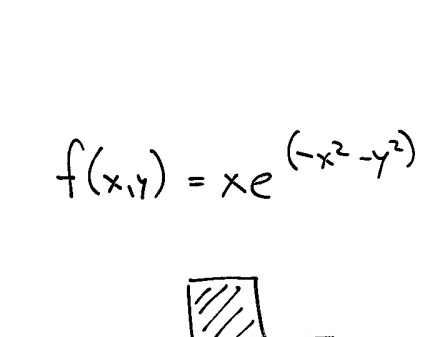 f(x,y) = xe^(-x²-y²)